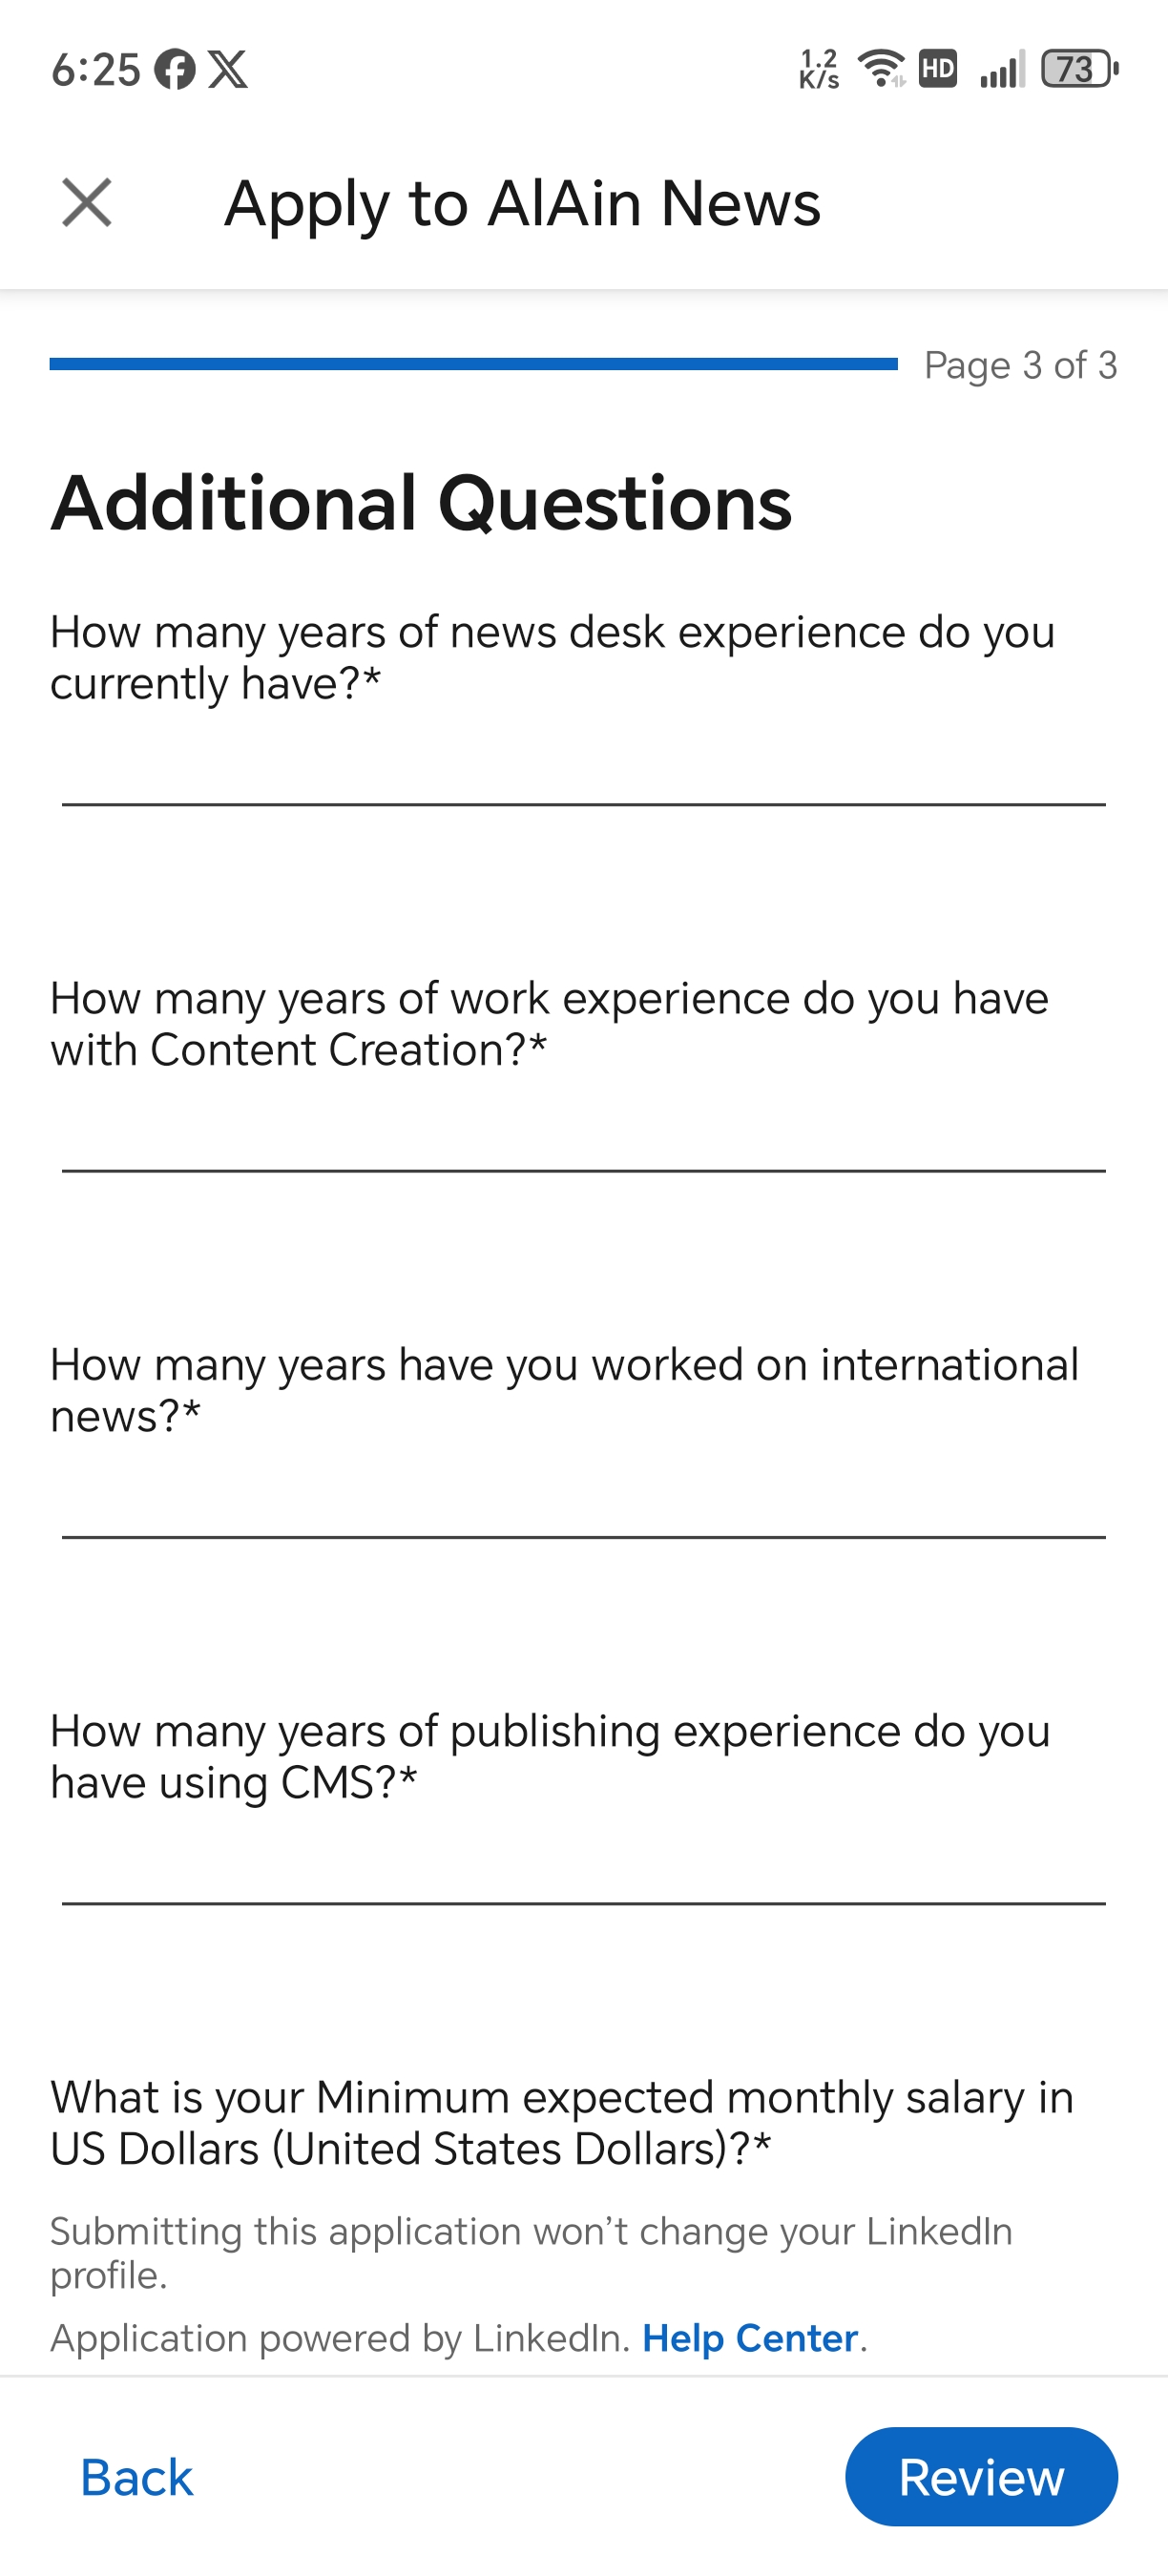 6:25
1.2
K/s
HD
73
Apply to AlAin News
Page 3 of 3
Additional Questions
How many years of news desk experience do you
currently have?*
How many years of work experience do you have
with Content Creation?*
How many years have you worked on international
news?*
How many years of publishing experience do you
have using CMS?*
What is your Minimum expected monthly salary in
US Dollars (United States Dollars)?*
Submitting this application won’t change your LinkedIn
profile.
Application powered by LinkedIn. Help Center.
Back
Review